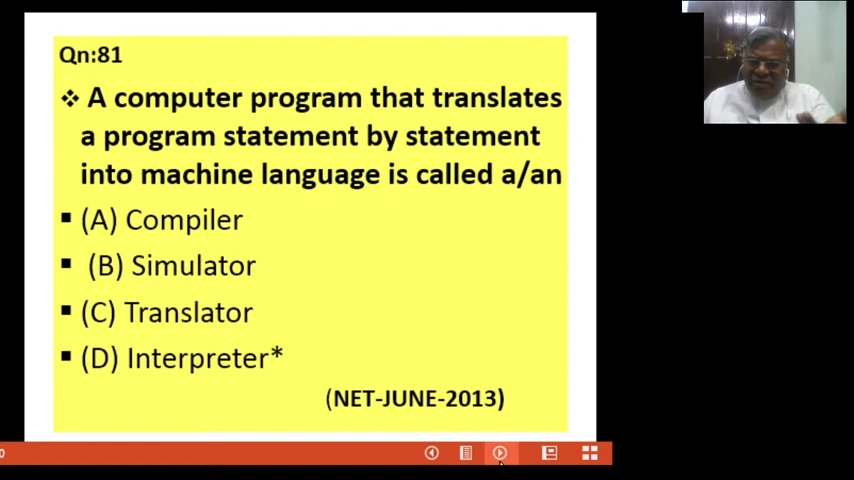 Qn:81
❖ A computer program that translates
a program statement by statement
into machine language is called a/an
▪ (A) Compiler
▪ (B) Simulator
▪ (C) Translator
▪ (D) Interpreter*
(NET-JUNE-2013)
0